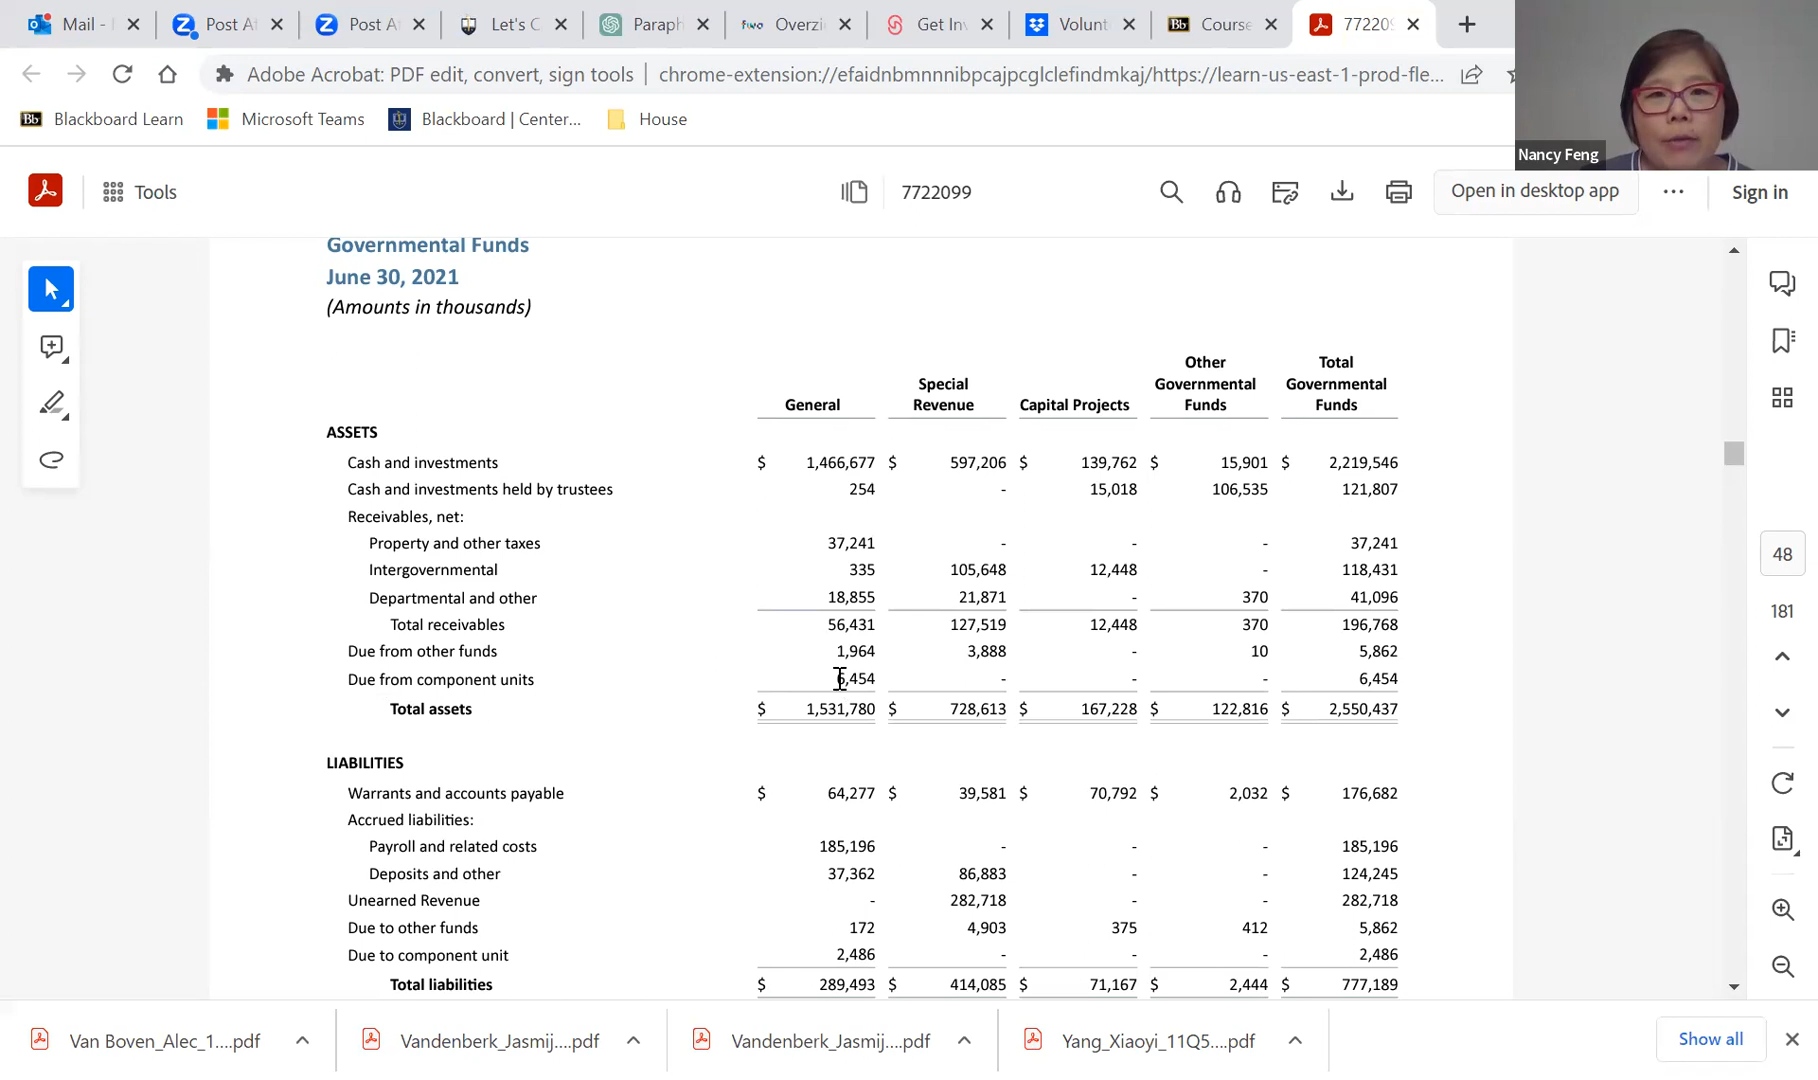 Mail - Post A Post A Let's C Paraph Overzi Get Inv Volunt Course 77220
Adobe Acrobat: PDF edit, convert, sign tools chrome-extension://efaidnbmnnnibpcajpcglclefindmkaj/https://learn-us-east-1-prod-fle...
Blackboard Learn Microsoft Teams Blackboard | Center... House
Nancy Feng
Tools 7722099 Open in desktop app Sign in
Governmental Funds
June 30, 2021
(Amounts in thousands)
Other Total
Special Governmental Governmental
General Revenue Capital Projects Funds Funds
ASSETS
Cash and investments $ 1,466,677 $ 597,206 $ 139,762 $ 15,901 $ 2,219,546
Cash and investments held by trustees 254 - 15,018 106,535 121,807
Receivables, net:
Property and other taxes 37,241 - - - 37,241
Intergovernmental 335 105,648 12,448 - 118,431
Departmental and other 18,855 21,871 - 370 41,096
Total receivables 56,431 127,519 12,448 370 196,768
Due from other funds 1,964 3,888 - 10 5,862
Due from component units 6,454 - - - 6,454
Total assets $ 1,531,780 $ 728,613 $ 167,228 $ 122,816 $ 2,550,437
LIABILITIES
Warrants and accounts payable $ 64,277 $ 39,581 $ 70,792 $ 2,032 $ 176,682
Accrued liabilities:
Payroll and related costs 185,196 - - - 185,196
Deposits and other 37,362 86,883 - - 124,245
Unearned Revenue - 282,718 - - 282,718
Due to other funds 172 4,903 375 412 5,862
Due to component unit 2,486 - - - 2,486
Total liabilities $ 289,493 $ 414,085 $ 71,167 $ 2,444 $ 777,189
48
181
Van Boven_Alec_1....pdf Vandenberk_Jasmij....pdf Vandenberk_Jasmij....pdf Yang_Xiaoyi_11Q5....pdf Show all